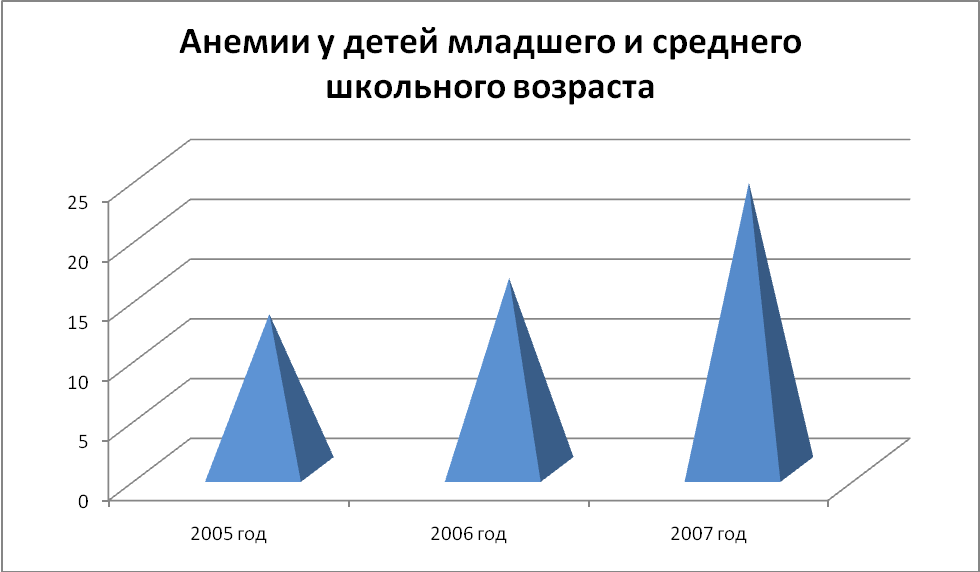 Анемии у детей младшего и среднего
школьного возраста
25
20
15
10
5
0
2005 год
2006 год
2007 год